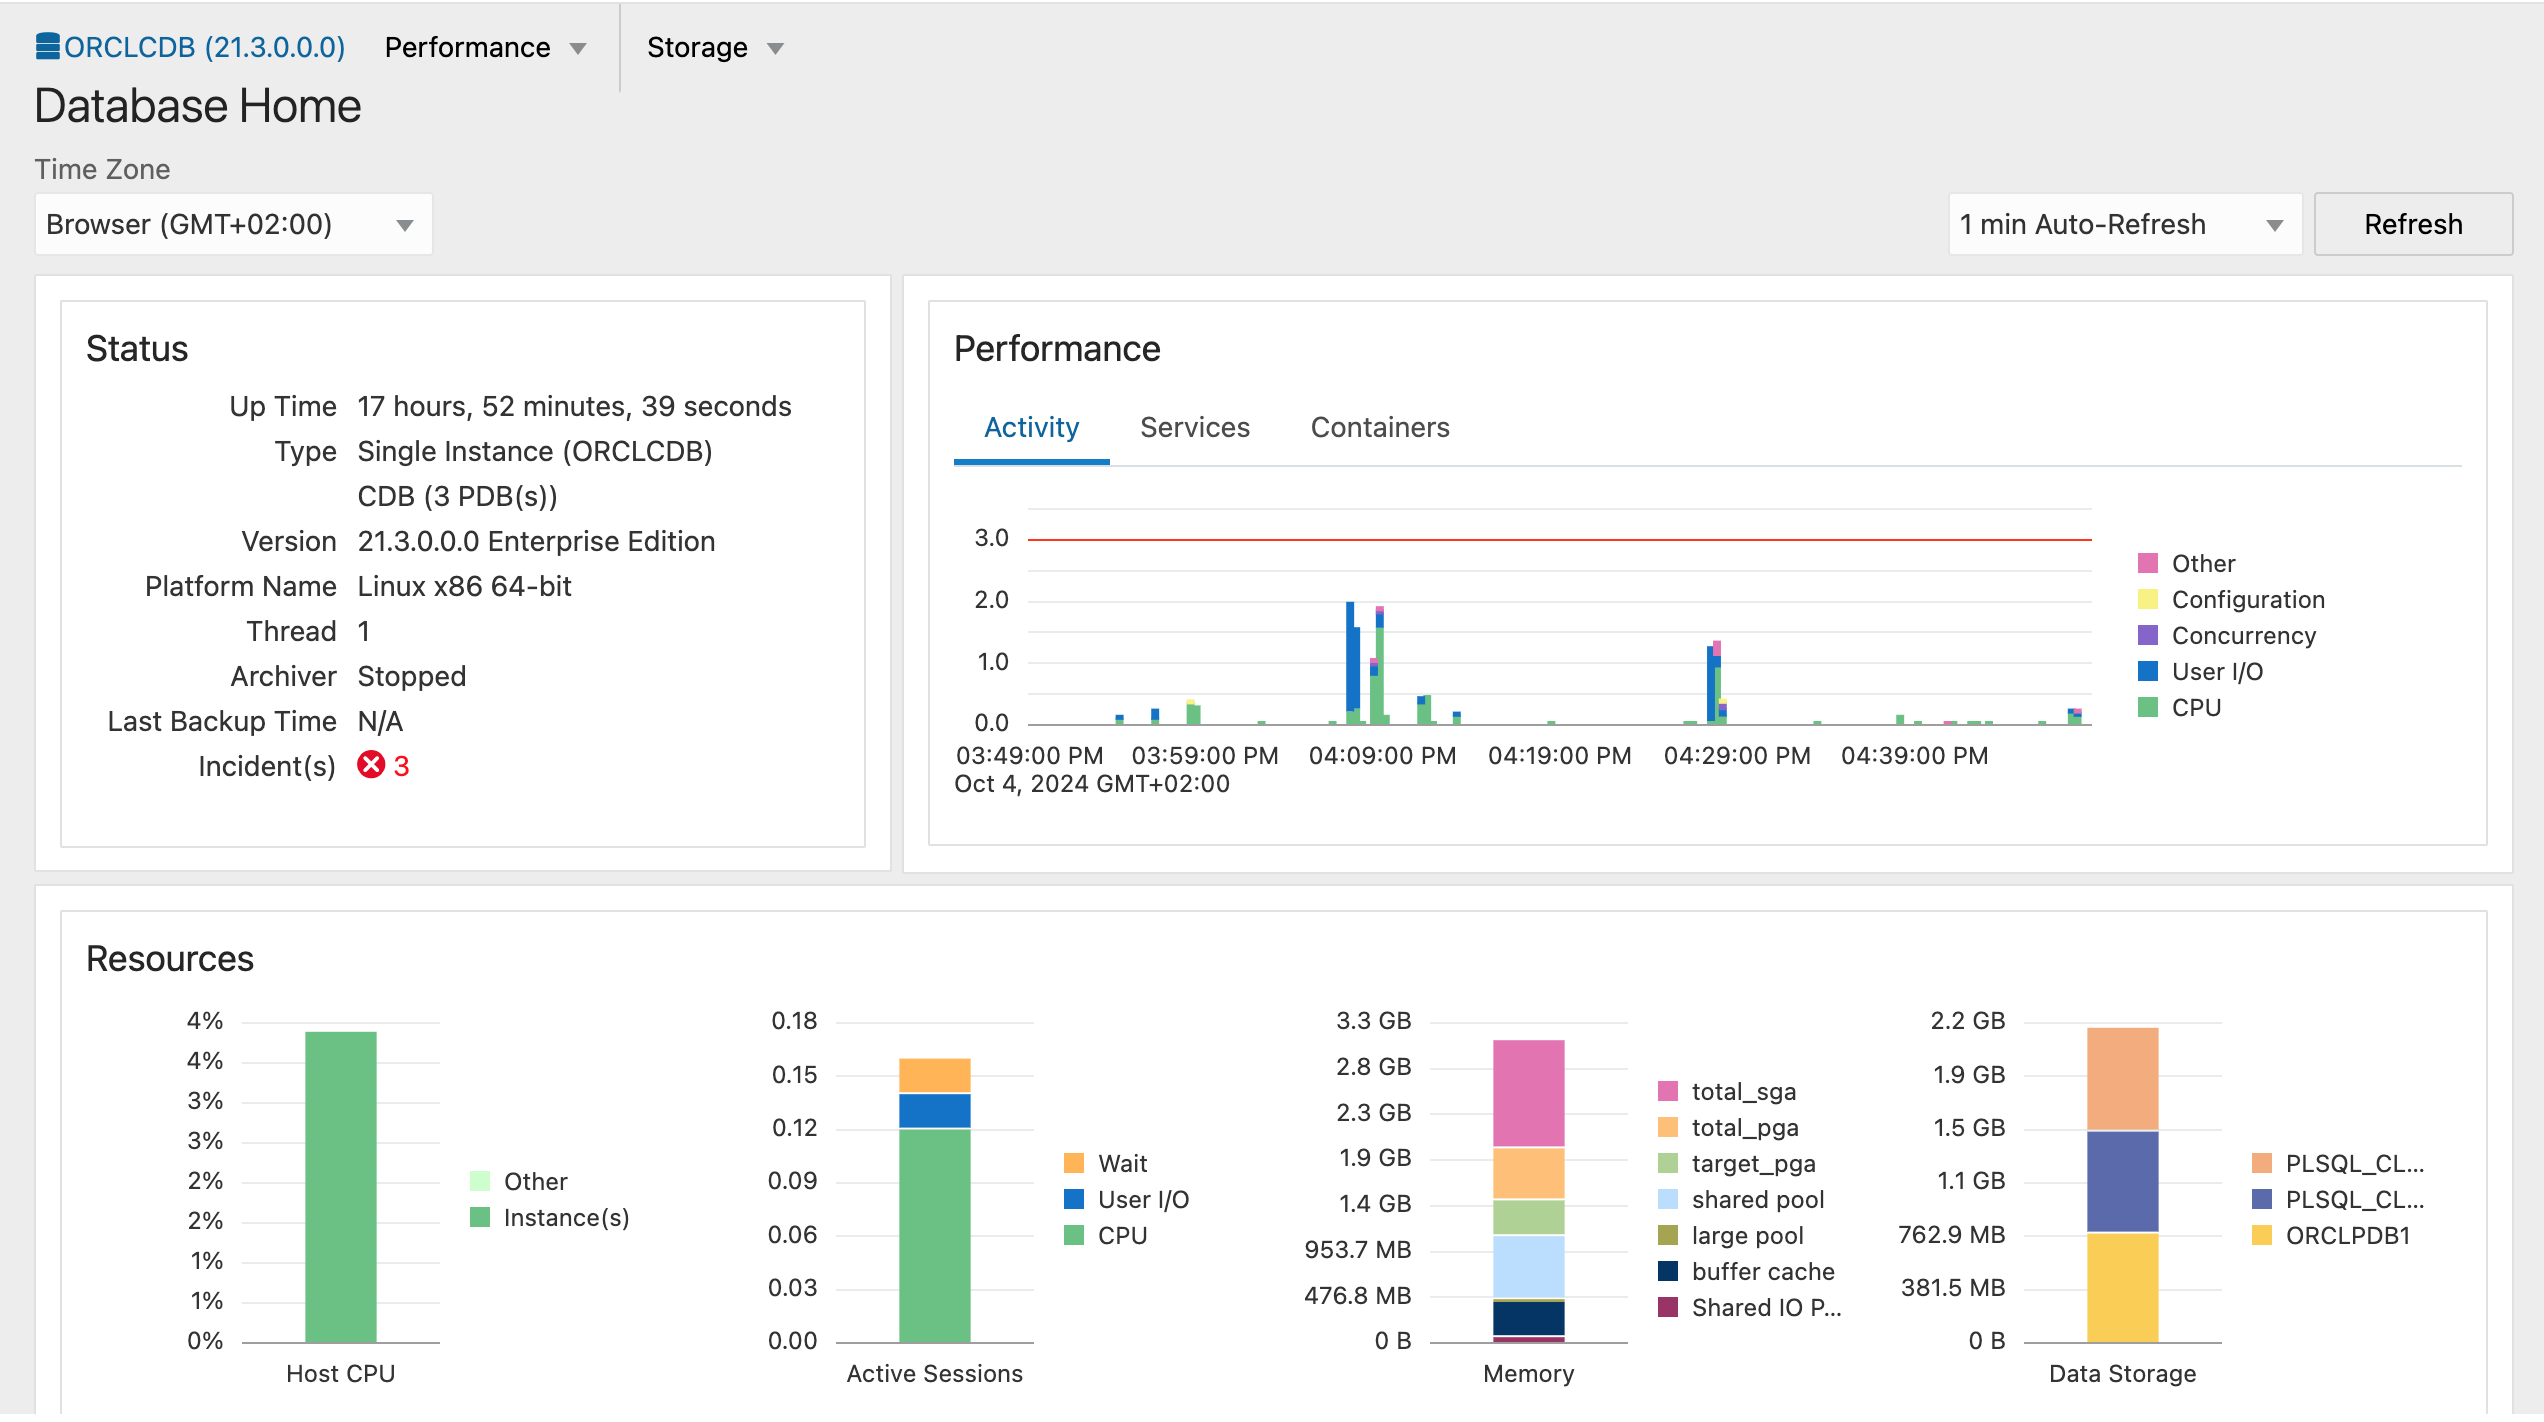 ORCLCDB (21.3.0.0.0) Performance Storage
Database Home
Time Zone
Browser (GMT+02:00)
1 min Auto-Refresh Refresh
Status
Up Time 17 hours, 52 minutes, 39 seconds
Type Single Instance (ORCLCDB)
CDB (3 PDB(s))
Version 21.3.0.0.0 Enterprise Edition
Platform Name Linux x86 64-bit
Thread 1
Archiver Stopped
Last Backup Time N/A
Incident(s) 3
Performance
Activity Services Containers
3.0
2.0
1.0
0.0
03:49:00 PM 03:59:00 PM 04:09:00 PM 04:19:00 PM 04:29:00 PM 04:39:00 PM
Oct 4, 2024 GMT+02:00
Other
Configuration
Concurrency
User I/O
CPU
Resources
4%
4%
3%
3%
2%
2%
1%
1%
0%
Host CPU
Other
Instance(s)
0.18
0.15
0.12
0.09
0.06
0.03
0.00
Active Sessions
Wait
User I/O
CPU
3.3 GB
2.8 GB
2.3 GB
1.9 GB
1.4 GB
953.7 MB
476.8 MB
0 B
Memory
total_sga
total_pga
target_pga
shared pool
large pool
buffer cache
Shared IO P...
2.2 GB
1.9 GB
1.5 GB
1.1 GB
762.9 MB
381.5 MB
0 B
Data Storage
PLSQL_CL...
PLSQL_CL...
ORCLPDB1